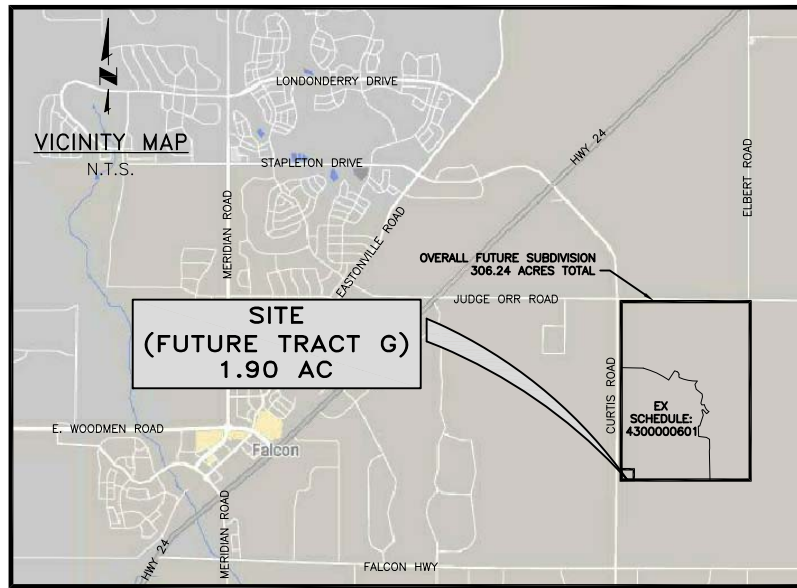 VICINITY MAP
N.T.S.
N
LONDONDERRY DRIVE
STAPLETON DRIVE
HWY 24
ELBERT ROAD
MERIDIAN ROAD
EASTONVILLE ROAD
OVERALL FUTURE SUBDIVISION
306.24 ACRES TOTAL
JUDGE ORR ROAD
SITE
(FUTURE TRACT G)
1.90 AC
CURTIS ROAD
EX
SCHEDULE:
4300000601
E. WOODMEN ROAD
Falcon
MERIDIAN ROAD
HWY 24
FALCON HWY